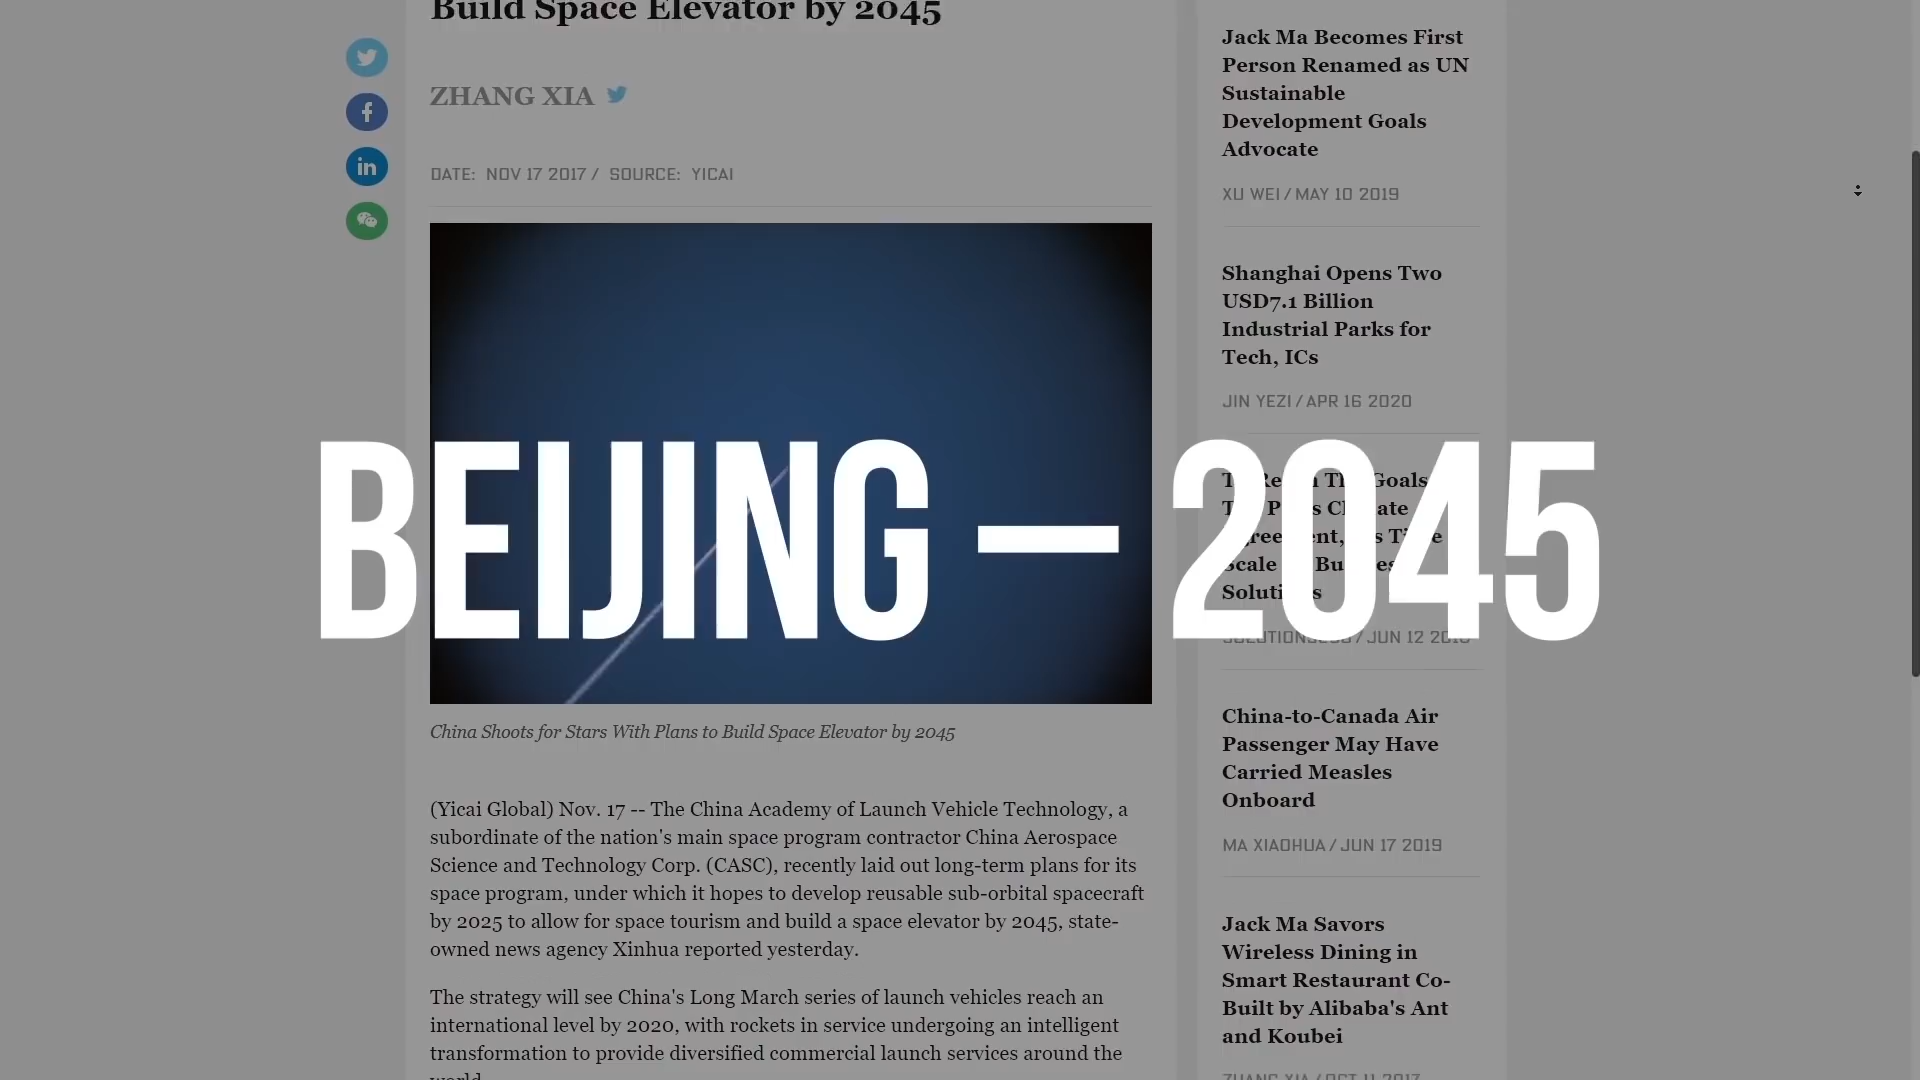 Build Space Elevator by 2045
ZHANG XIA
DATE: NOV 17 2017 / SOURCE: YICAI
BEIJING – 2045
China Shoots for Stars With Plans to Build Space Elevator by 2045
(Yicai Global) Nov. 17 -- The China Academy of Launch Vehicle Technology, a
subordinate of the nation's main space program contractor China Aerospace
Science and Technology Corp. (CASC), recently laid out long-term plans for its
space program, under which it hopes to develop reusable sub-orbital spacecraft
by 2025 to allow for space tourism and build a space elevator by 2045, state-
owned news agency Xinhua reported yesterday.
The strategy will see China's Long March series of launch vehicles reach an
international level by 2020, with rockets in service undergoing an intelligent
transformation to provide diversified commercial launch services around the
Jack Ma Becomes First
Person Renamed as UN
Sustainable
Development Goals
Advocate
XU WEI / MAY 10 2019
Shanghai Opens Two
USD7.1 Billion
Industrial Parks for
Tech, ICs
JIN YEZI / APR 16 2020
Goals
Scale
/ JUN 12
China-to-Canada Air
Passenger May Have
Carried Measles
Onboard
MA XIAOHUA / JUN 17 2019
Jack Ma Savors
Wireless Dining in
Smart Restaurant Co-
Built by Alibaba's Ant
and Koubei
ZHANG XIA / OCT 11 2017